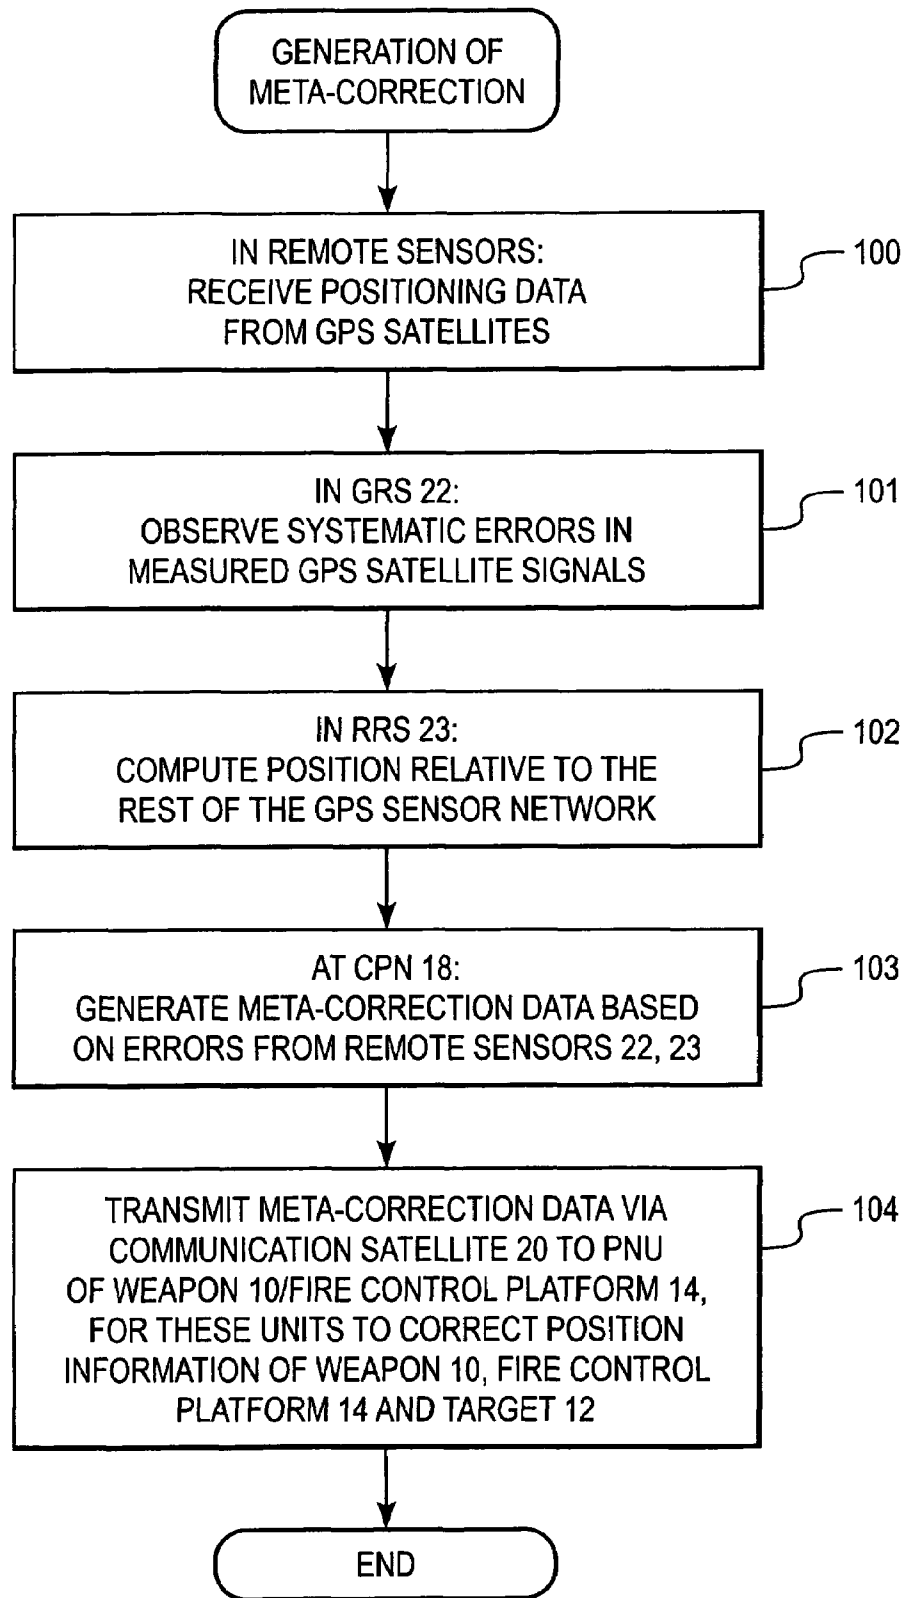 GENERATION OF
META-CORRECTION
IN REMOTE SENSORS:
RECEIVE POSITIONING DATA
FROM GPS SATELLITES
100
IN GRS 22:
OBSERVE SYSTEMATIC ERRORS IN
MEASURED GPS SATELLITE SIGNALS
101
IN RRS 23:
COMPUTE POSITION RELATIVE TO THE
REST OF THE GPS SENSOR NETWORK
102
AT CPN 18:
GENERATE META-CORRECTION DATA BASED
ON ERRORS FROM REMOTE SENSORS 22, 23
103
TRANSMIT META-CORRECTION DATA VIA
COMMUNICATION SATELLITE 20 TO PNU
OF WEAPON 10/FIRE CONTROL PLATFORM 14,
FOR THESE UNITS TO CORRECT POSITION
INFORMATION OF WEAPON 10, FIRE CONTROL
PLATFORM 14 AND TARGET 12
104
END